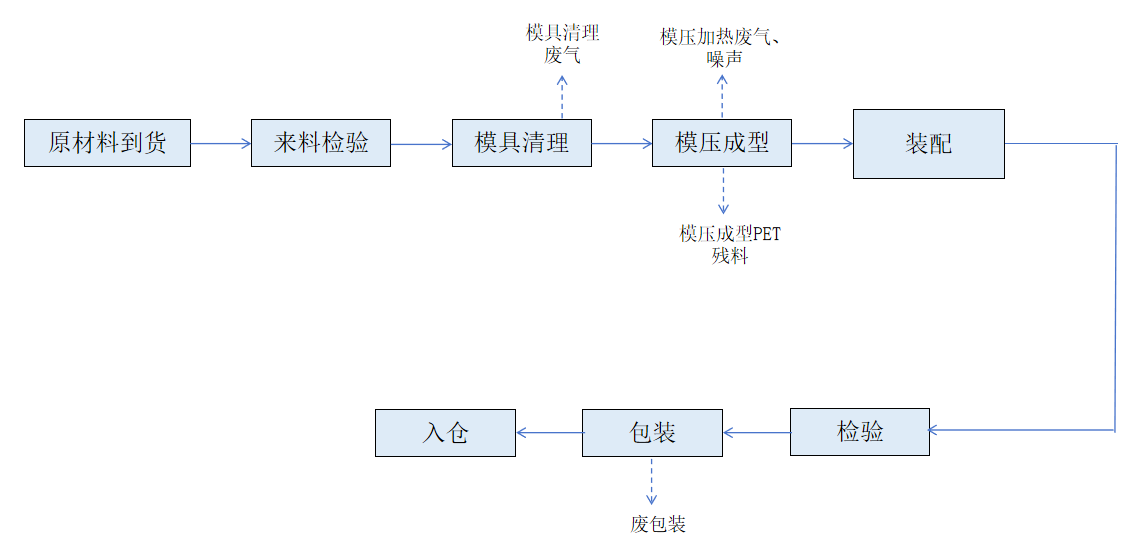 模具清理
废气
模压加热废气、
噪声
原材料到货
来料检验
模具清理
模压成型
装配
模压成型PET
残料
入仓
包装
检验
废包装